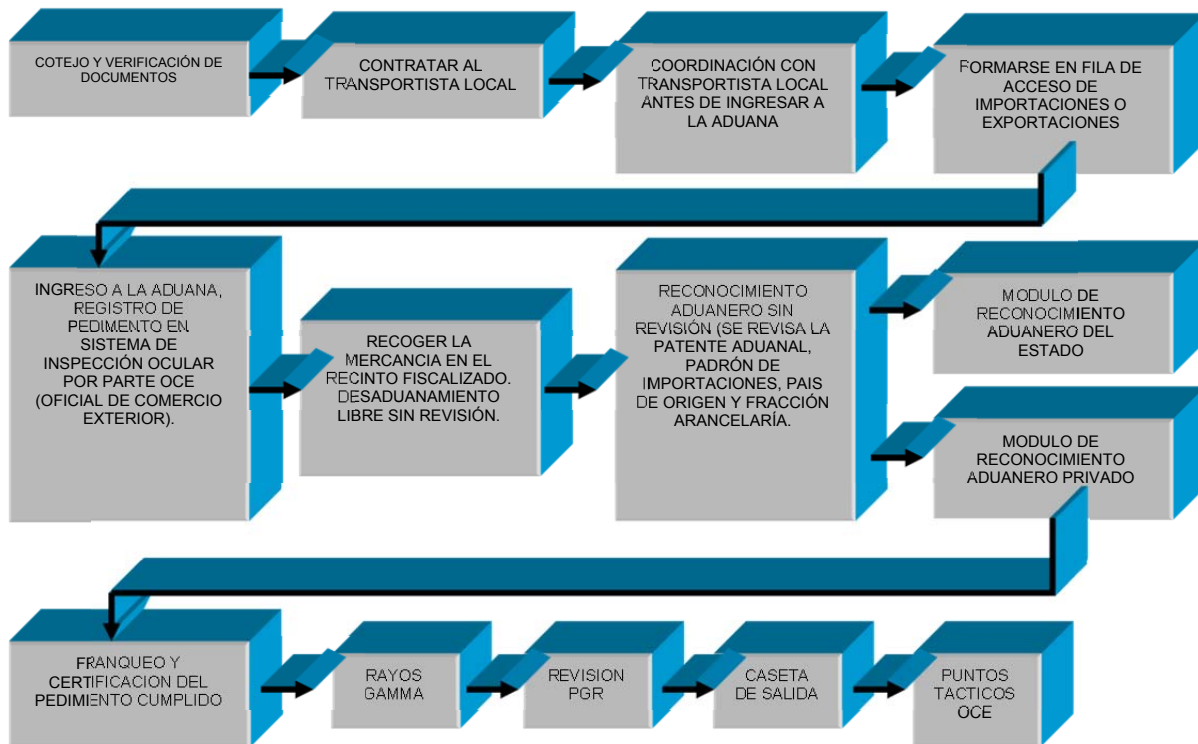 COTEJO Y VERIFICACIÓN DE
DOCUMENTOS
CONTRATAR AL
TRANSPORTISTA LOCAL
COORDINACIÓN CON
TRANSPORTISTA LOCAL
ANTES DE INGRESAR A
LA ADUANA
FORMARSE EN FILA DE
ACCESO DE
IMPORTACIONES O
EXPORTACIONES
INGRESO A LA ADUANA,
REGISTRO DE
PEDIMENTO EN
SISTEMA DE
INSPECCIÓN OCULAR
POR PARTE OCE
(OFICIAL DE COMERCIO
EXTERIOR).
RECOGER LA
MERCANCIA EN EL
RECINTO FISCALIZADO.
DESADUANAMIENTO
LIBRE SIN REVISIÓN.
RECONOCIMIENTO
ADUANERO SIN
REVISIÓN (SE REVISA LA
PATENTE ADUANAL,
PADRÓN DE
IMPORTACIONES, PAIS
DE ORIGEN Y FRACCIÓN
ARANCELARÍA.
MODULO DE
RECONOCIMIENTO
ADUANERO DEL
ESTADO
MODULO DE
RECONOCIMIENTO
ADUANERO PRIVADO
FRANQUEO Y
CERTIFICACION DEL
PEDIMIENTO CUMPLIDO
RAYOS
GAMMA
REVISION
PGR
CASETA
DE SALIDA
PUNTOS
TACTICOS
OCE